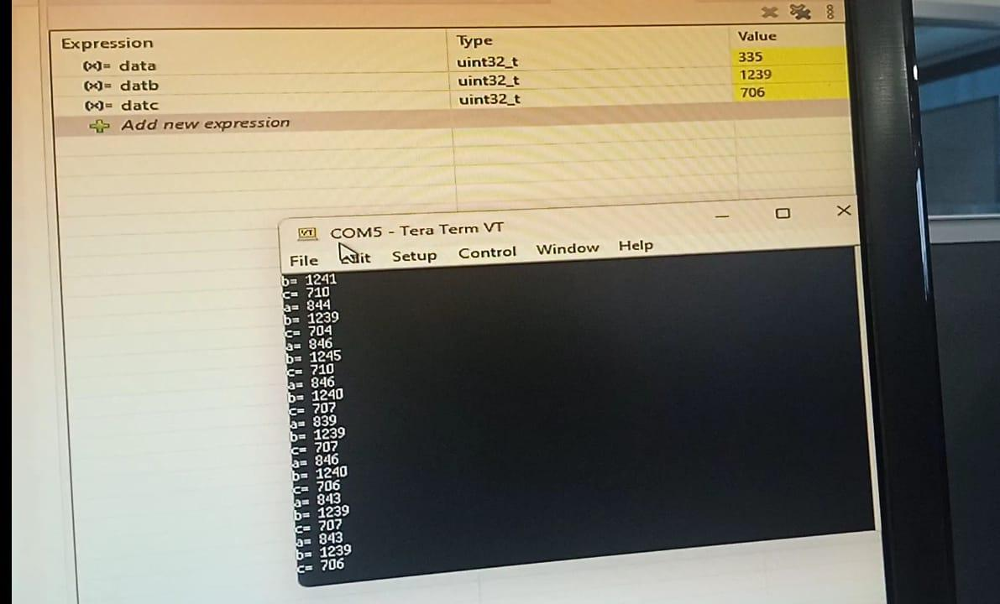 Expression Type Value
(x)= data uint32_t 335
(x)= datb uint32_t 1239
(x)= datc uint32_t 706
Add new expression
VT COM5 - Tera Term VT
File Edit Setup Control Window Help
b= 1241
c= 710
a= 844
b= 1239
c= 704
a= 846
b= 1245
c= 710
a= 846
b= 1240
c= 707
a= 839
b= 1239
c= 707
a= 846
b= 1240
c= 706
a= 843
b= 1239
c= 707
a= 843
b= 1239
c= 706